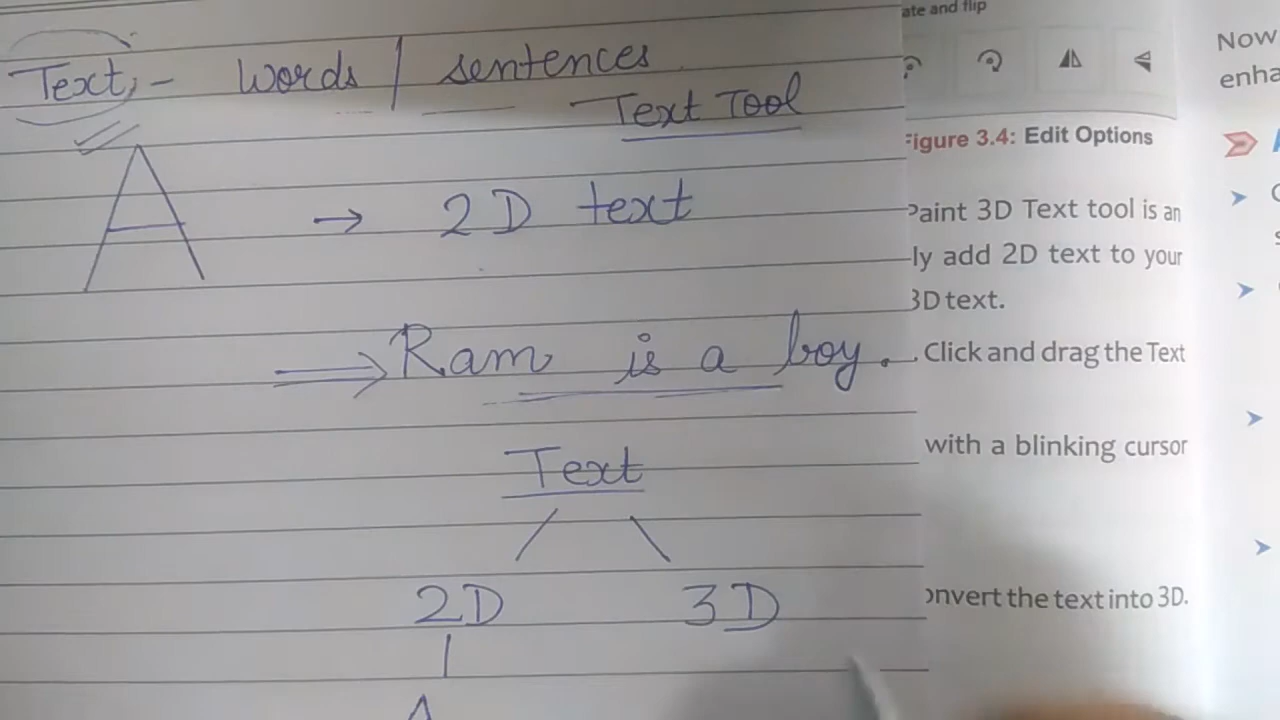 Text,- Words / sentences
Text Tool
A → 2D text
⇒ Ram is a boy.
Text
2D 3D
A
ate and flip
Figure 3.4: Edit Options
Paint 3D Text tool is an
ly add 2D text to your
3D text.
. Click and drag the Text
with a blinking cursor
onvert the text into 3D.
Now
enha